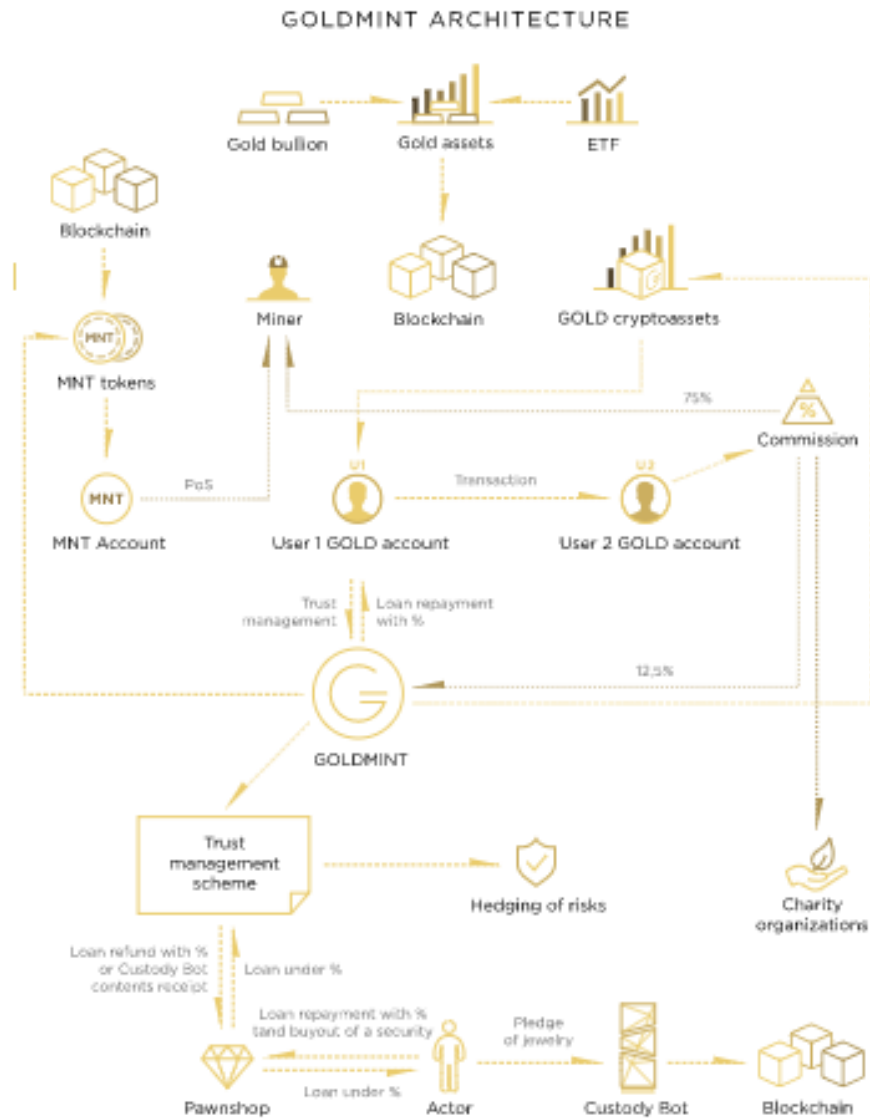 GOLDMINT ARCHITECTURE
Gold bullion
Gold assets
ETF
Blockchain
Miner
Blockchain
GOLD cryptoassets
MNT
MNT tokens
75%
%
Commission
U1
U2
Transaction
MNT
PoS
MNT Account
User 1 GOLD account
User 2 GOLD account
Trust
management
Loan repayment
with %
12,5%
G
GOLDMINT
Trust
management
scheme
Hedging of risks
Charity
organizations
Loan refund with %
or Custody Bot
contents receipt
Loan under %
Loan repayment with %
tand buyout of a security
Pledge
of jewelry
Loan under %
Pawnshop
Actor
Custody Bot
Blockchain